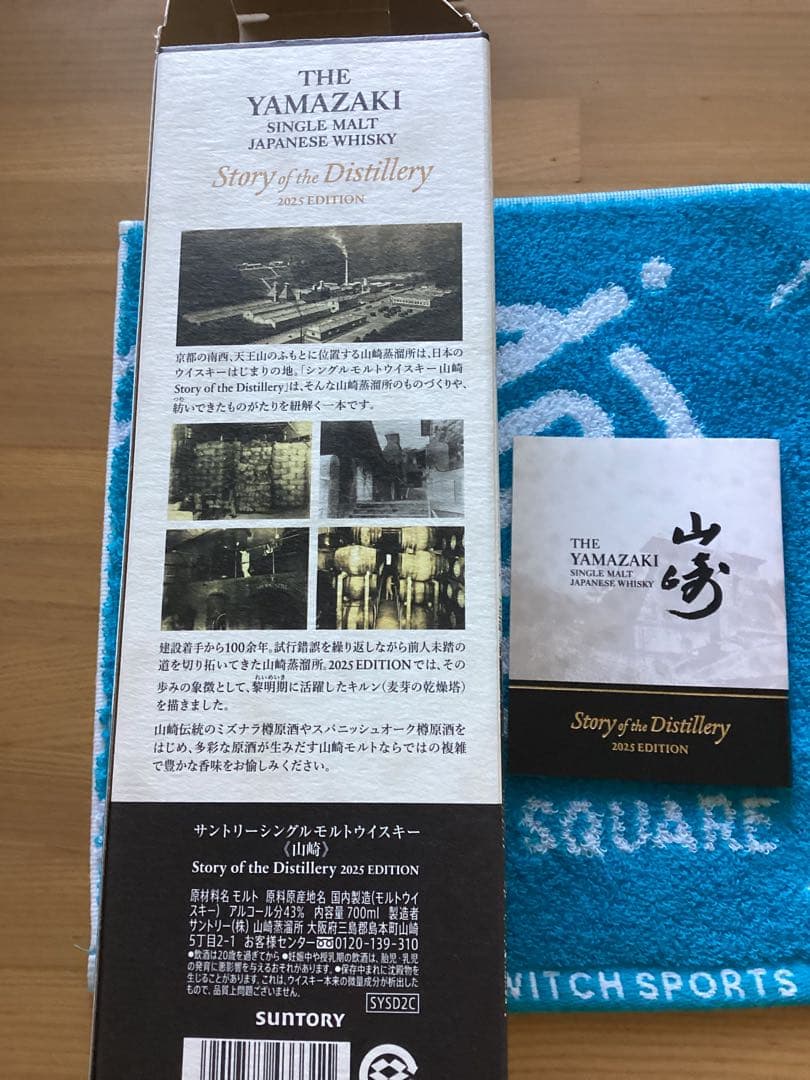 THE
YAMAZAKI
SINGLE MALT
JAPANESE WHISKY
Story of the Distillery
2025 EDITION
京都の南西、天王山のふもとに位置する山崎蒸溜所は、日本の
ウイスキーはじまりの地。「シングルモルトウイスキー山崎
Story of the Distillery」は、そんな山崎蒸溜所のものづくりや、
つむ
紡いできたものがたりを紐解く一本です。
建設着手から100余年。試行錯誤を繰り返しながら前人未踏の
道を切り拓いてきた山崎蒸溜所。2025 EDITIONでは、その
れいめいき
歩みの象徴として、黎明期に活躍したキルン(麦芽の乾燥塔)
を描きました。
山崎伝統のミズナラ樽原酒やスパニッシュオーク樽原酒を
はじめ、多彩な原酒が生みだす山崎モルトならではの複雑
で豊かな香味をお愉しみください。
サントリーシングルモルトウイスキー
《山崎》
Story of the Distillery 2025 EDITION
原材料名 モルト 原料原産地名 国内製造(モルトウイ
スキー) アルコール分43% 内容量700ml 製造者
サントリー(株) 山崎蒸溜所 大阪府三島郡島本町山崎
5丁目2-1 お客様センター 0120-139-310
●飲酒は20歳を過ぎてから ●妊娠中や授乳期の飲酒は、胎児・乳児
の発育に悪影響を与えるおそれがあります。●保存中まれに沈殿物を
生じることがあります。これは、ウイスキー本来の微量成分が析出した
もので、品質上問題ございません。
SYSD2C
SUNTORY
THE
YAMAZAKI
SINGLE MALT
JAPANESE WHISKY
山崎
Story of the Distillery
2025 EDITION
SQUARE
WITCH SPORTS